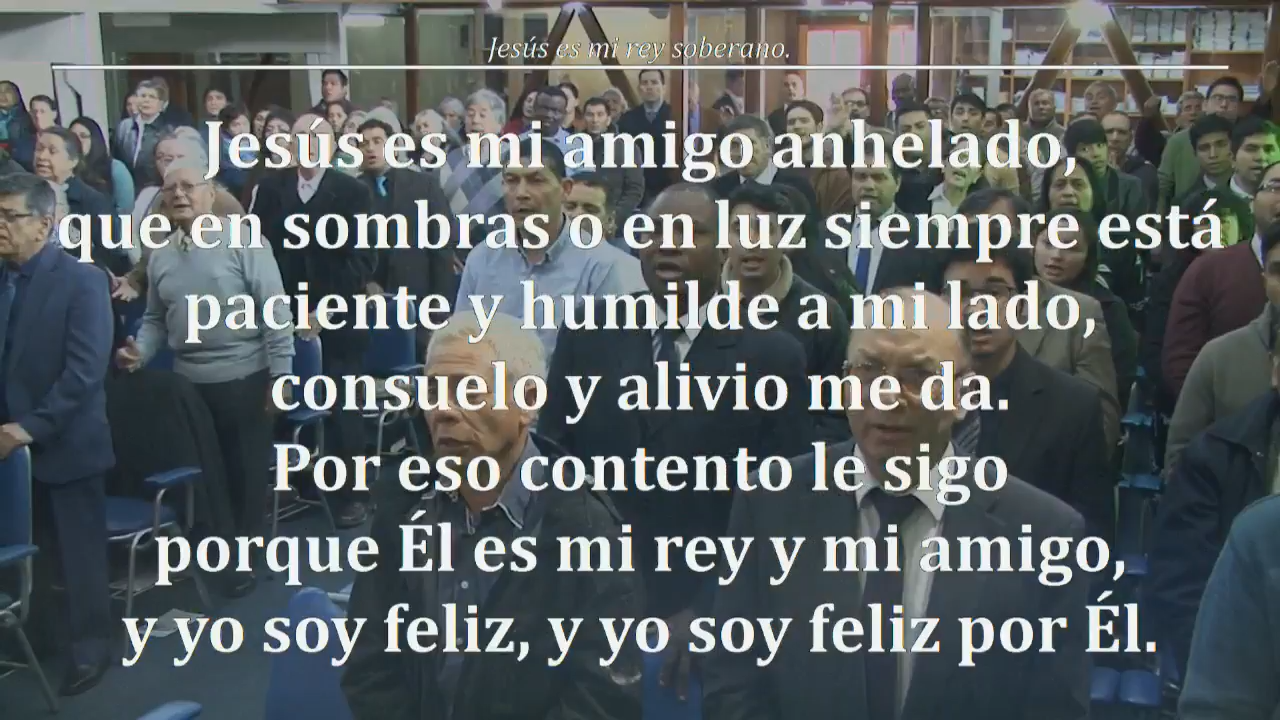 Jesús es mi rey soberano.
Jesús es mi amigo anhelado,
que en sombras o en luz siempre está
paciente y humilde a mi lado,
consuelo y alivio me da.
Por eso contento le sigo
porque Él es mi rey y mi amigo,
y yo soy feliz, y yo soy feliz por Él.